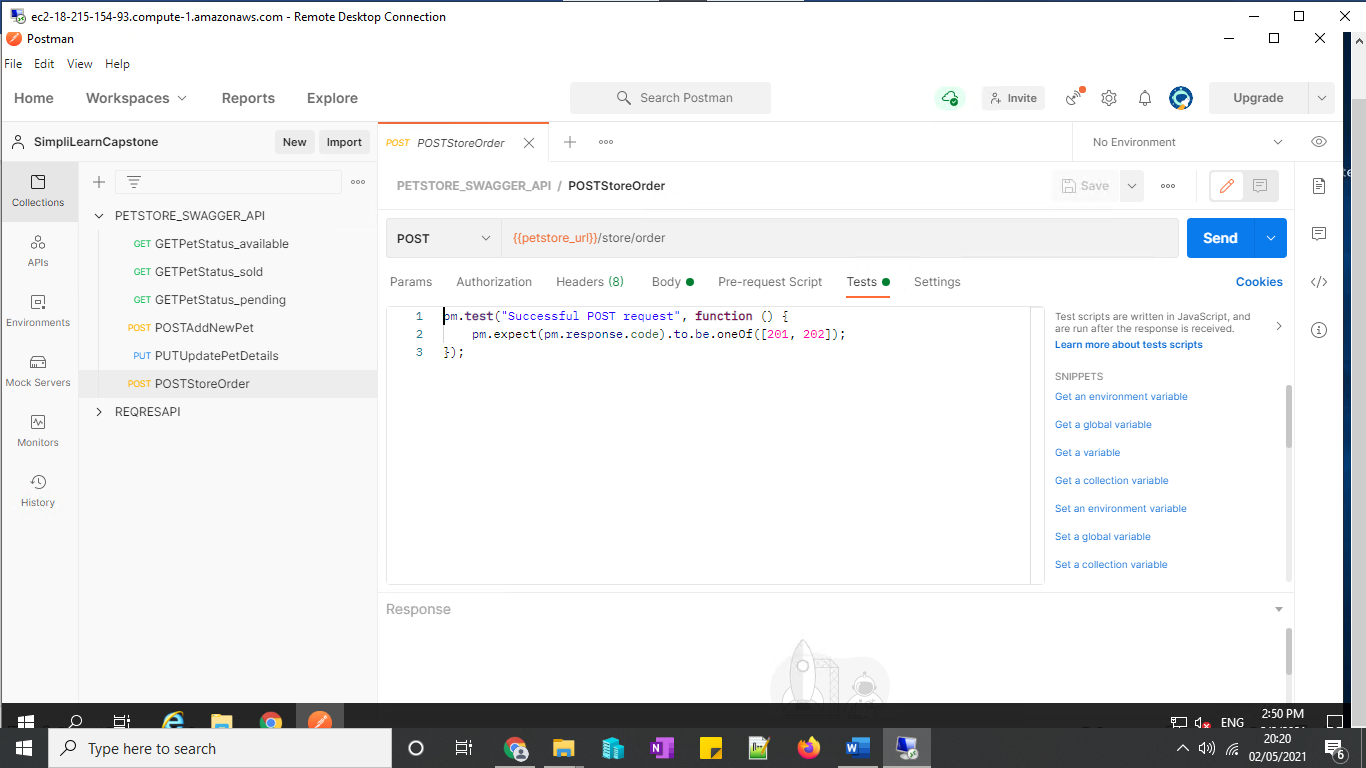 ec2-18-215-154-93.compute-1.amazonaws.com - Remote Desktop Connection
Postman
File Edit View Help
Home Workspaces Reports Explore Search Postman Invite Upgrade
SimpliLearnCapstone New Import POST POSTStoreOrder No Environment
PETSTORE_SWAGGER_API / POSTStoreOrder Save
Collections
APIs
Environments
Mock Servers
Monitors
History
PETSTORE_SWAGGER_API
GET GETPetStatus_available
GET GETPetStatus_sold
GET GETPetStatus_pending
POST POSTAddNewPet
PUT PUTUpdatePetDetails
POST POSTStoreOrder
REQRESAPI
POST {{petstore_url}}/store/order Send
Params Authorization Headers (8) Body Pre-request Script Tests Settings Cookies
1 pm.test("Successful POST request", function () {
2 pm.expect(pm.response.code).to.be.oneOf([201, 202]);
3 });
Test scripts are written in JavaScript, and
are run after the response is received.
Learn more about tests scripts
SNIPPETS
Get an environment variable
Get a global variable
Get a variable
Get a collection variable
Set an environment variable
Set a global variable
Set a collection variable
Response
ENG 2:50 PM
Type here to search
20:20
02/05/2021
6